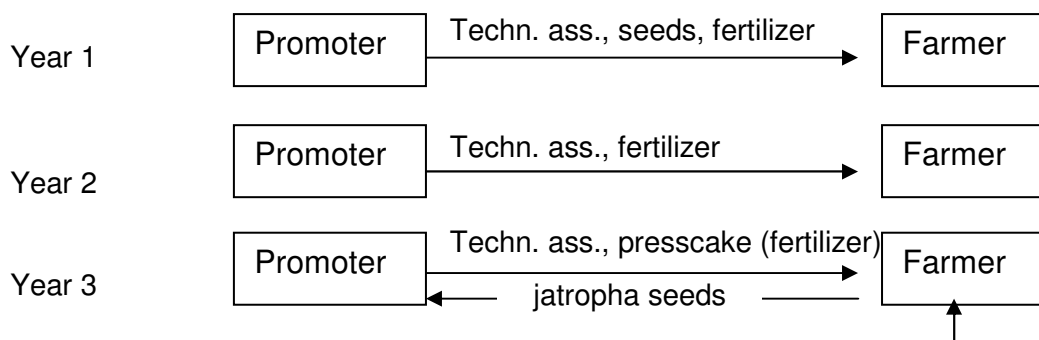 Year 1
Promoter
Techn. ass., seeds, fertilizer
Farmer
Year 2
Promoter
Techn. ass., fertilizer
Farmer
Year 3
Promoter
Techn. ass., presscake (fertilizer)
jatropha seeds
Farmer